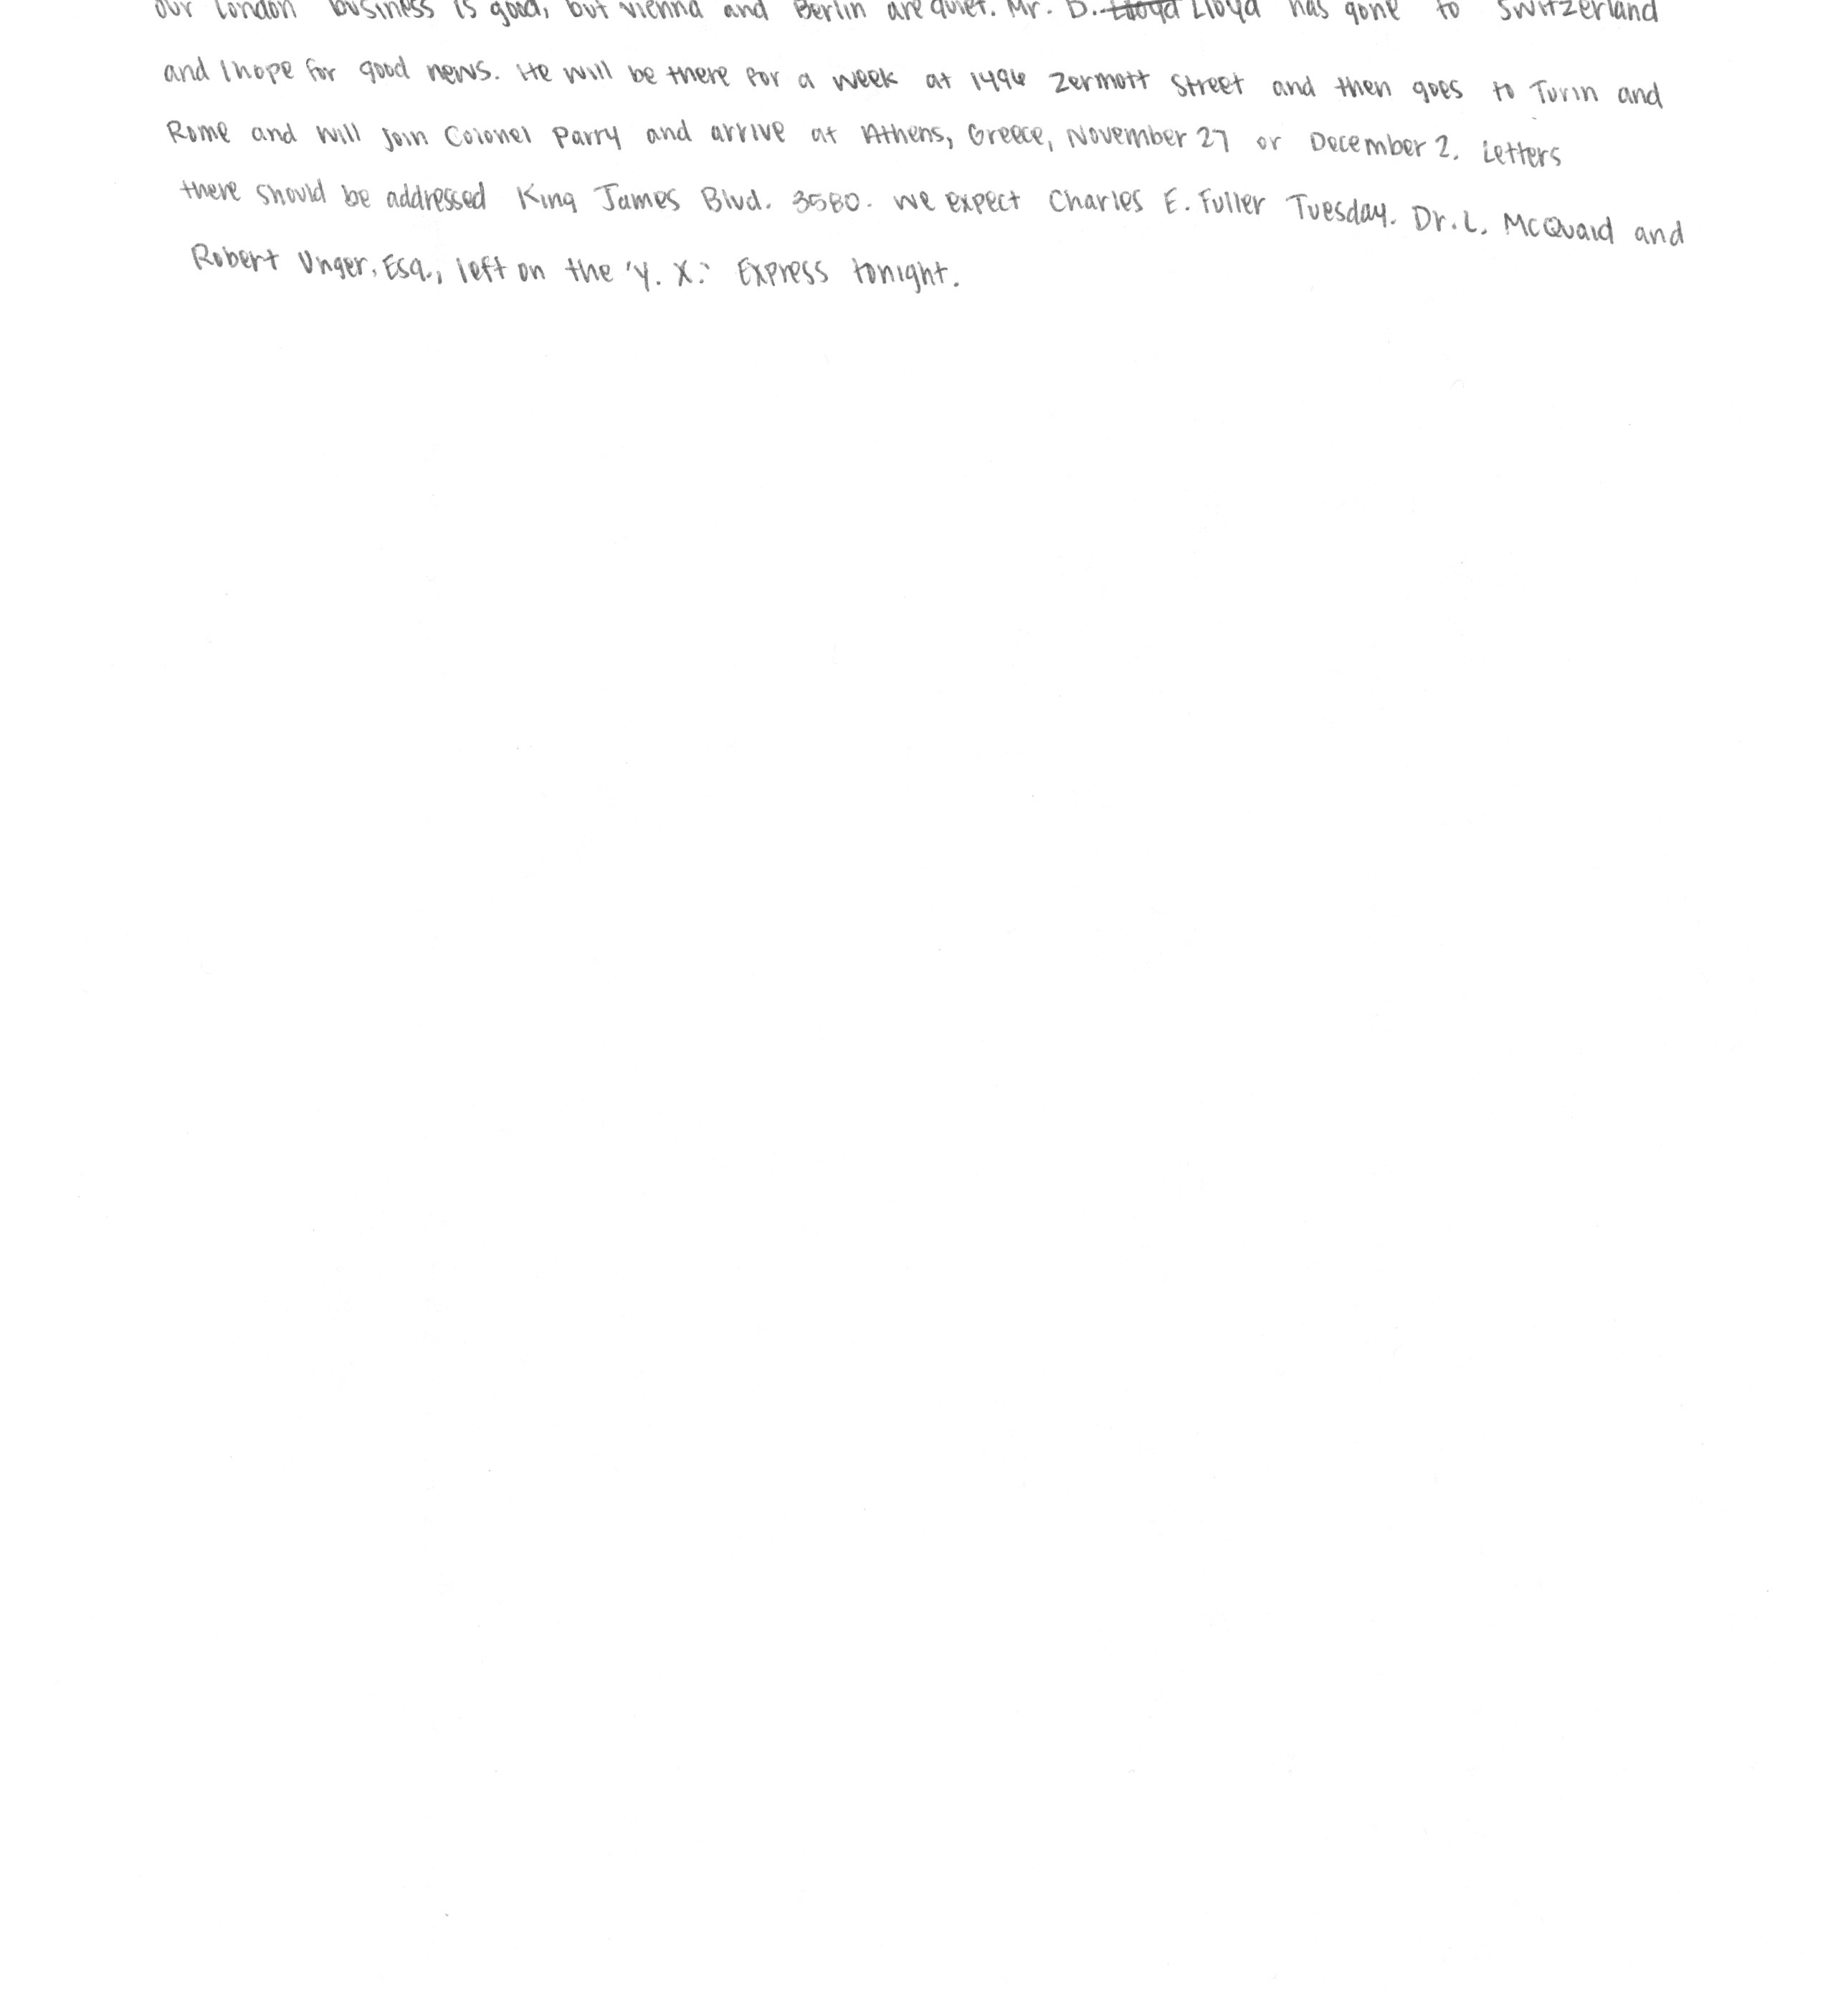 our London business is good, but vienna and Berlin are quiet. Mr. D. Lloyd Lloyd has gone to Switzerland
and I hope for good news. He will be there for a week at 1496 Zermott Street and then goes to Turin and
Rome and will join Colonel Parry and arrive at Athens, Greece, November 27 or December 2. Letters
there should be addressed King James Blvd. 3580. We expect Charles E. Fuller Tuesday. Dr. L. McQuaid and
Robert Unger, Esq., left on the 'Y. X.' Express tonight.